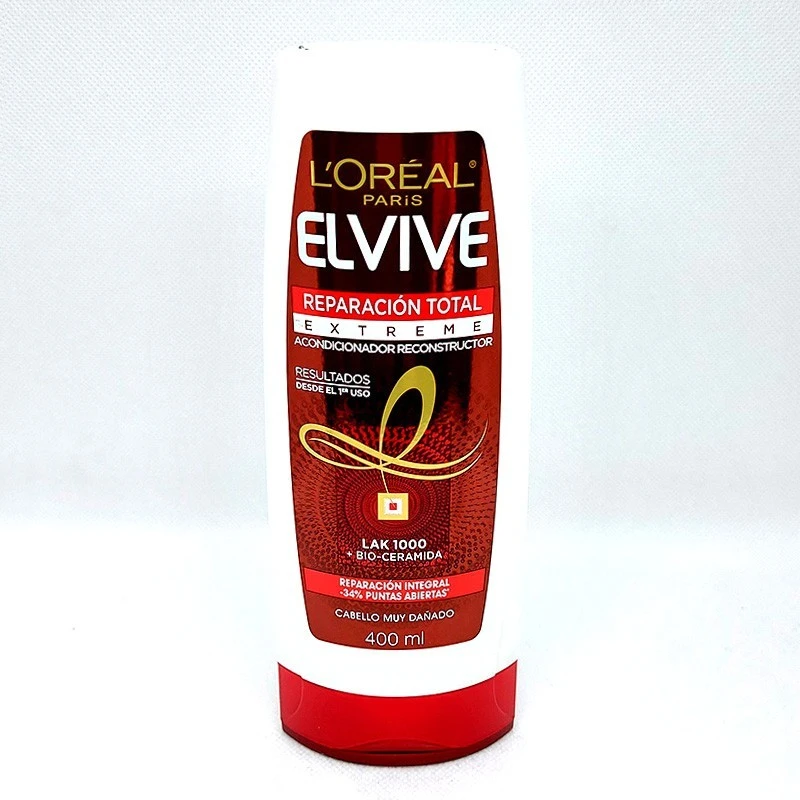 L'ORÉAL®
PARiS
ELVIVE
REPARACIÓN TOTAL
EXTREME
ACONDICIONADOR RECONSTRUCTOR
RESULTADOS
DESDE EL 1ER USO
LAK 1000
+ BIO-CERAMIDA
REPARACIÓN INTEGRAL
-34% PUNTAS ABIERTAS*
CABELLO MUY DAÑADO
400 ml